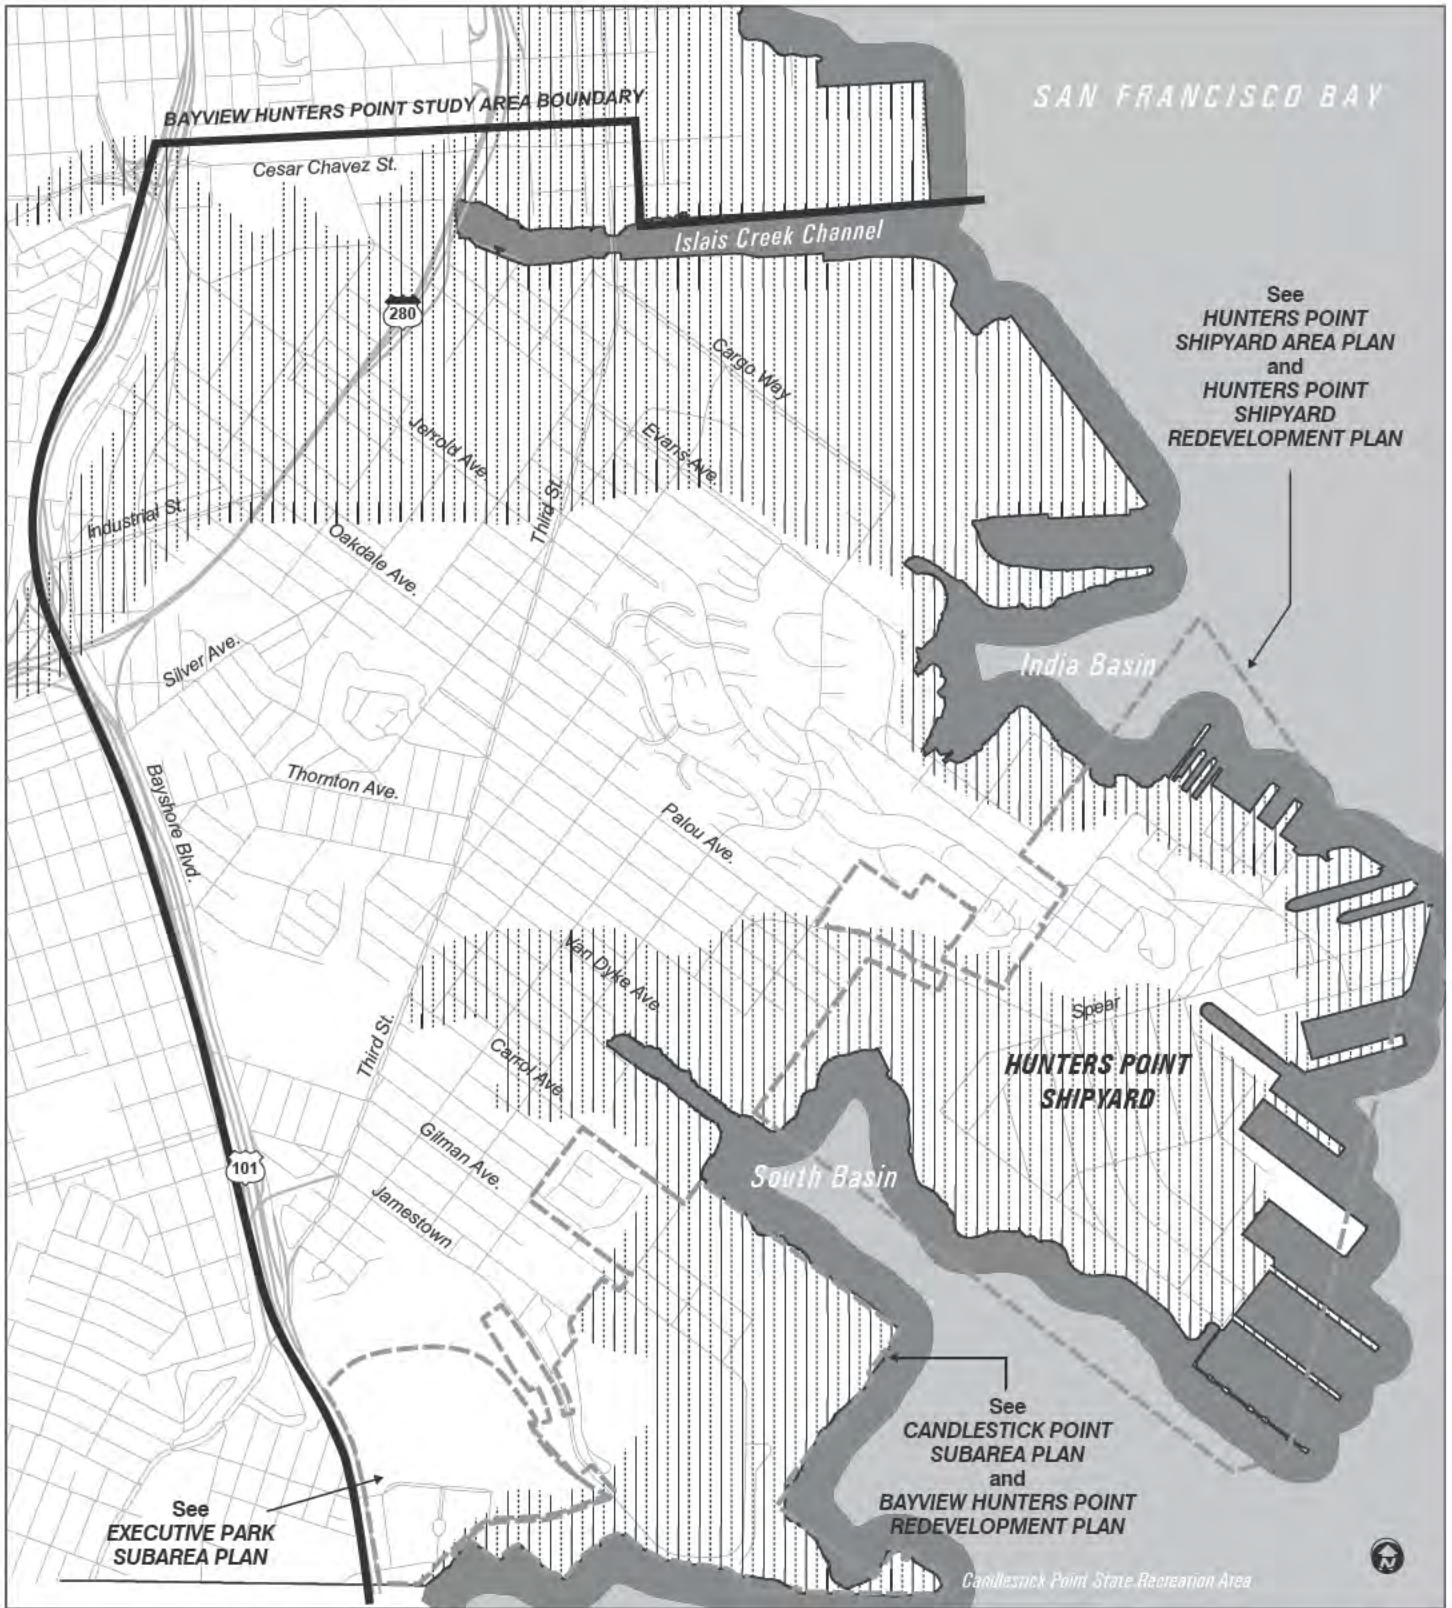 SAN FRANCISCO BAY
BAYVIEW HUNTERS POINT STUDY AREA BOUNDARY
Cesar Chavez St.
Islais Creek Channel
280
See
HUNTERS POINT
SHIPYARD AREA PLAN
and
HUNTERS POINT
SHIPYARD
REDEVELOPMENT PLAN
Cargo Way
Jerrold Ave.
Evans Ave.
Industrial St.
Third St.
Oakdale Ave.
Silver Ave.
India Basin
Bayshore Blvd.
Thornton Ave.
Palou Ave.
Van Dyke Ave.
Spear
Third St.
Carrol Ave.
HUNTERS POINT
SHIPYARD
101
Gilman Ave.
South Basin
Jamestown
See
CANDLESTICK POINT
SUBAREA PLAN
and
BAYVIEW HUNTERS POINT
REDEVELOPMENT PLAN
See
EXECUTIVE PARK
SUBAREA PLAN
N
Candlestick Point State Recreation Area